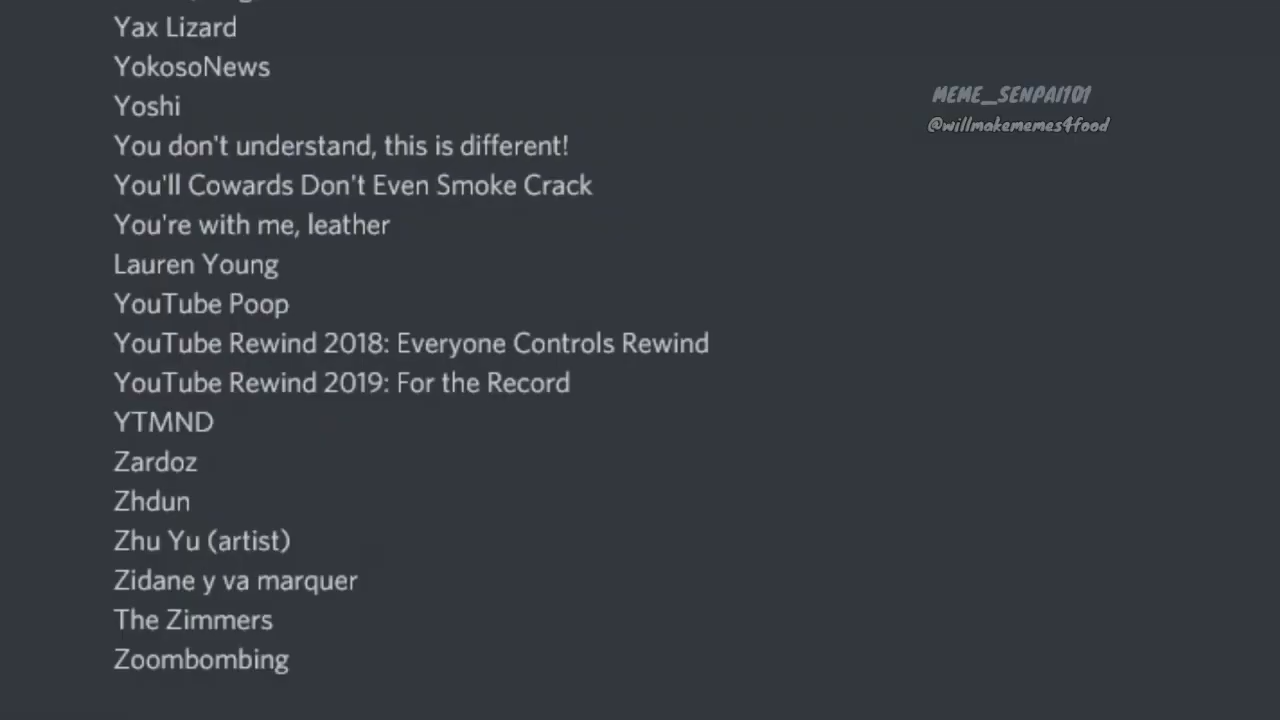 Yax Lizard
YokosoNews
Yoshi
You don't understand, this is different!
You'll Cowards Don't Even Smoke Crack
You're with me, leather
Lauren Young
YouTube Poop
YouTube Rewind 2018: Everyone Controls Rewind
YouTube Rewind 2019: For the Record
YTMND
Zardoz
Zhdun
Zhu Yu (artist)
Zidane y va marquer
The Zimmers
Zoombombing
MEME_SENPAI101
@willmakememes4food